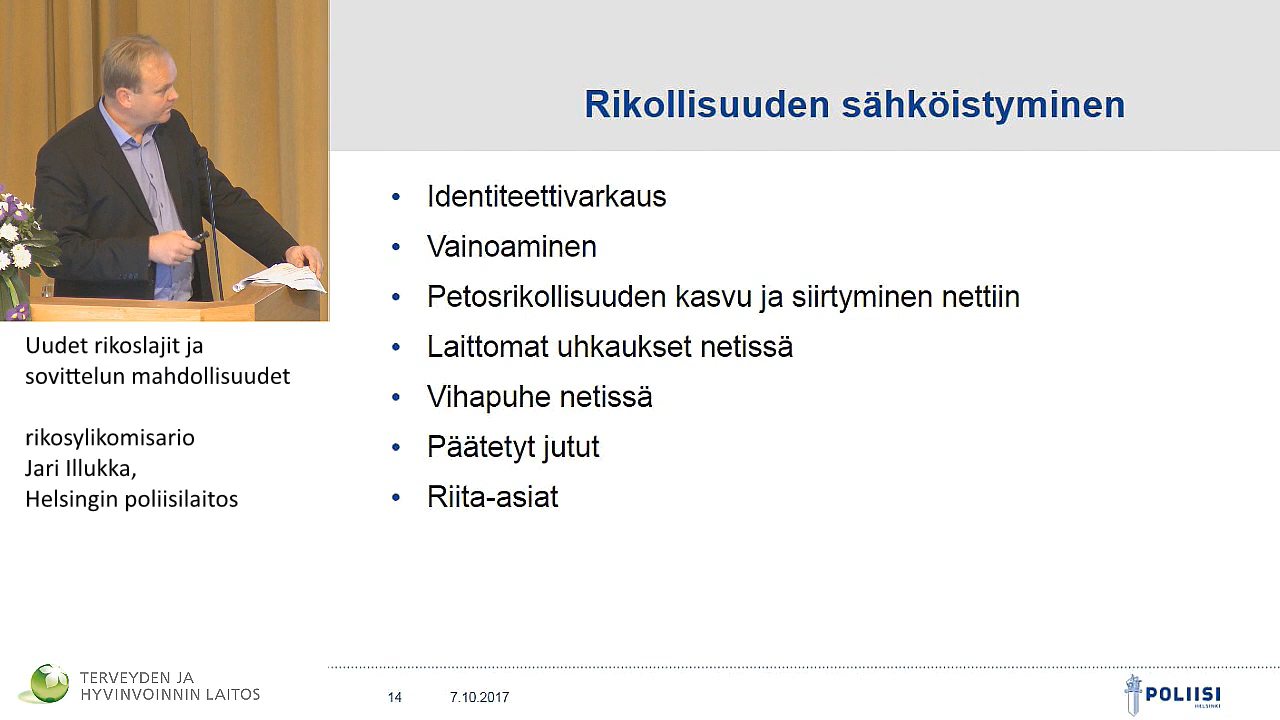 Rikollisuuden sähköistyminen
• Identiteettivarkaus
• Vainoaminen
• Petosrikollisuuden kasvu ja siirtyminen nettiin
• Laittomat uhkaukset netissä
• Vihapuhe netissä
• Päätetyt jutut
• Riita-asiat
Uudet rikoslajit ja
sovittelun mahdollisuudet
rikosylikomisario
Jari Illukka,
Helsingin poliisilaitos
TERVEYDEN JA
HYVINVOINNIN LAITOS
14 7.10.2017
POLIISI
HELSINKI